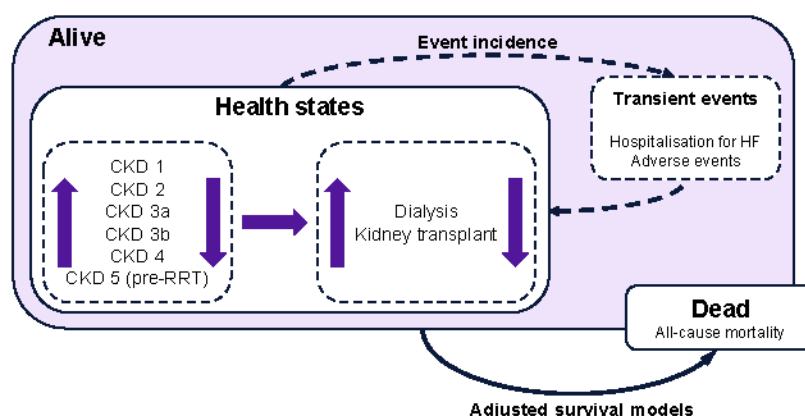 Alive
Event incidence
Health states
Transient events
Hospitalisation for HF
Adverse events
CKD 1
CKD 2
CKD 3a
CKD 3b
CKD 4
CKD 5 (pre-RRT)
Dialysis
Kidney transplant
Dead
All-cause mortality
Adjusted survival models